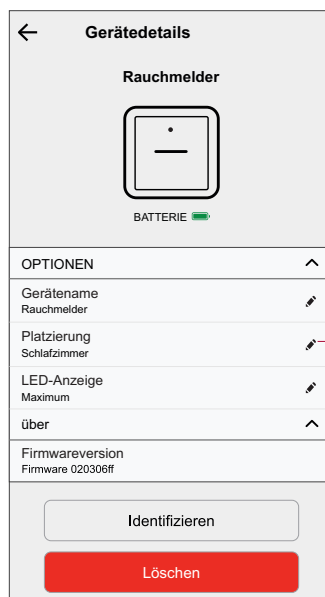 Gerätedetails
Rauchmelder
BATTERIE
OPTIONEN
Gerätename
Rauchmelder
Platzierung
Schlafzimmer
LED-Anzeige
Maximum
über
Firmwareversion
Firmware 020306ff
Identifizieren
Löschen